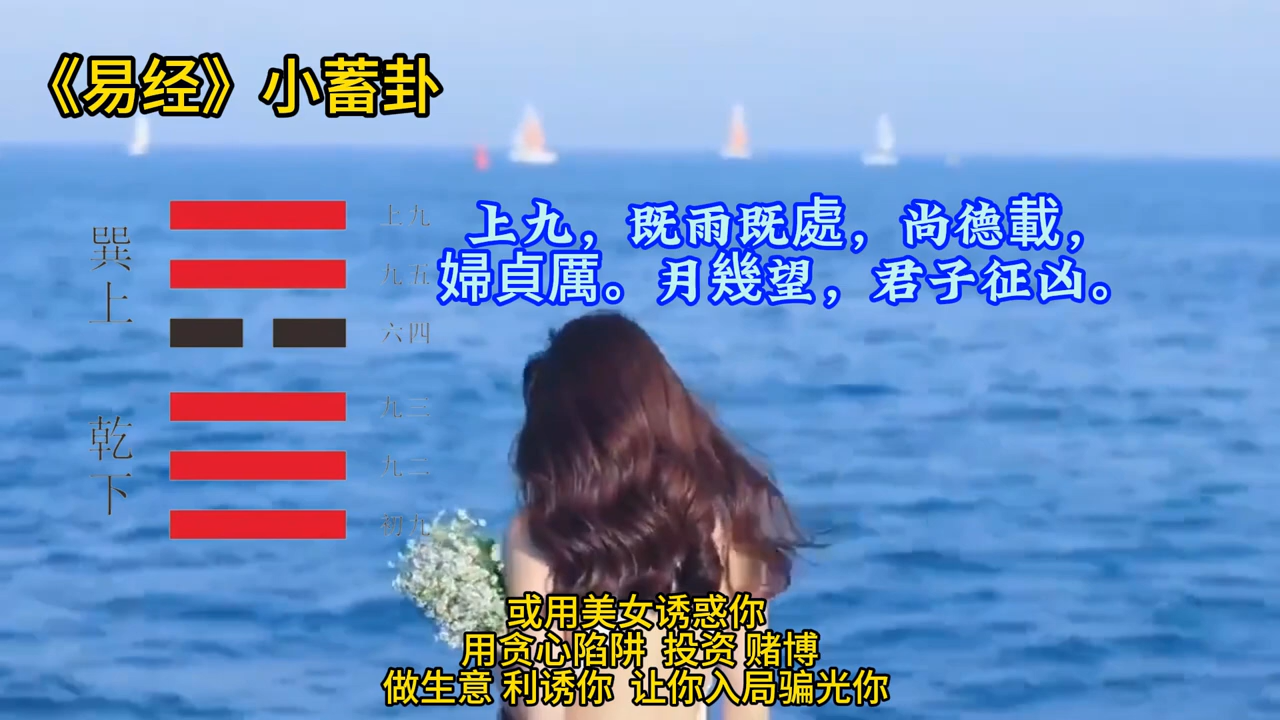 《易经》小蓄卦
上九，既雨既處，尚德載，
婦貞厲。月幾望，君子征凶。
巽上
乾下
上九
九五
六四
九三
九二
初九
或用美女诱惑你
用贪心陷阱 投资 赌博
做生意 利诱你 让你入局骗光你